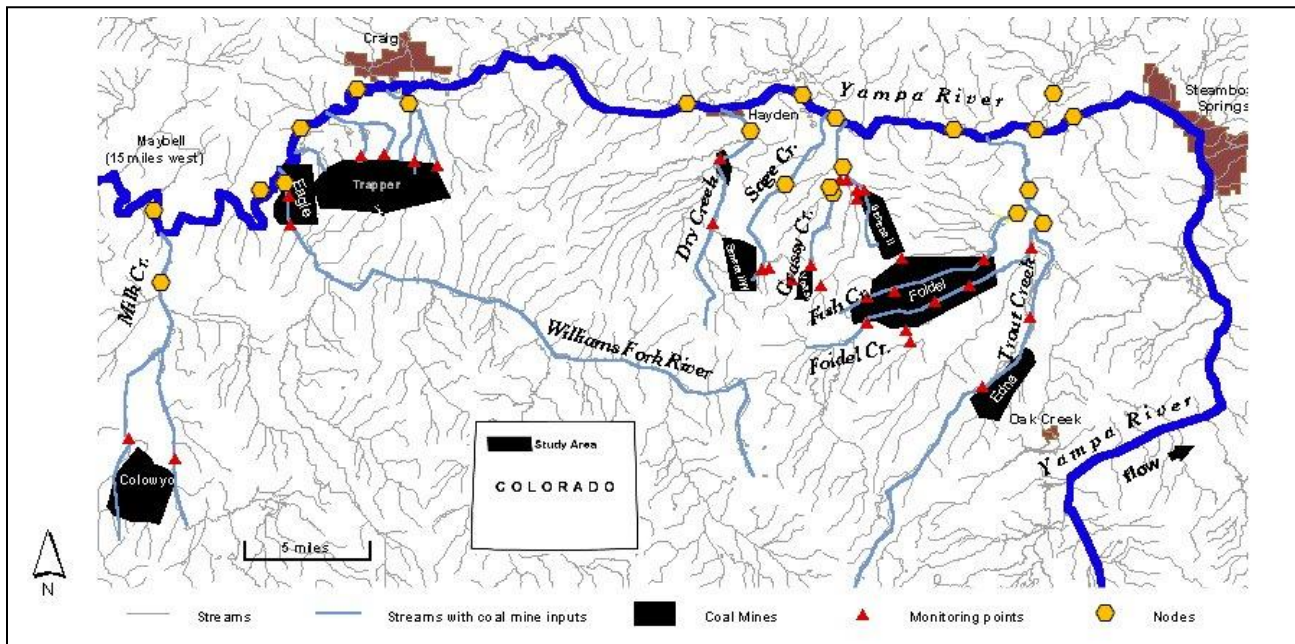 Craig
Steamboa
Springs
Yampa River
Hayden
Maybell
(15 miles west)
Sage Cr.
Eagle
Trapper
Dry Creek
Grassy Cr.
Milk Cr.
Foidel
Fish Cr.
Trout Creek
Williams Fork River
Foidel Cr.
Edna
Oak Creek
Yampa River
flow
Study Area
COLORADO
Colowyo
5 miles
N
Streams
Streams with coal mine inputs
Coal Mines
Monitoring points
Nodes